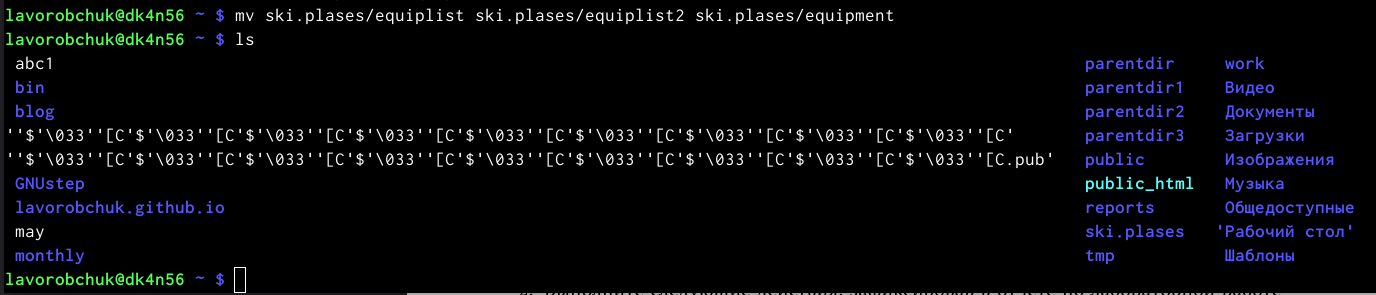 lavorobchuk@dk4n56 ~ $ mv ski.plases/equiplist ski.plases/equiplist2 ski.plases/equipment
lavorobchuk@dk4n56 ~ $ ls
abc1 parentdir work
bin parentdir1 Видео
blog parentdir2 Документы
''$'\033''[C'$'\033''[C'$'\033''[C'$'\033''[C'$'\033''[C'$'\033''[C'$'\033''[C'$'\033''[C'$'\033''[C' parentdir3 Загрузки
''$'\033''[C'$'\033''[C'$'\033''[C'$'\033''[C'$'\033''[C'$'\033''[C'$'\033''[C'$'\033''[C'$'\033''[C.pub' public Изображения
GNUstep public_html Музыка
lavorobchuk.github.io reports Общедоступные
may ski.plases 'Рабочий стол'
monthly tmp Шаблоны
lavorobchuk@dk4n56 ~ $